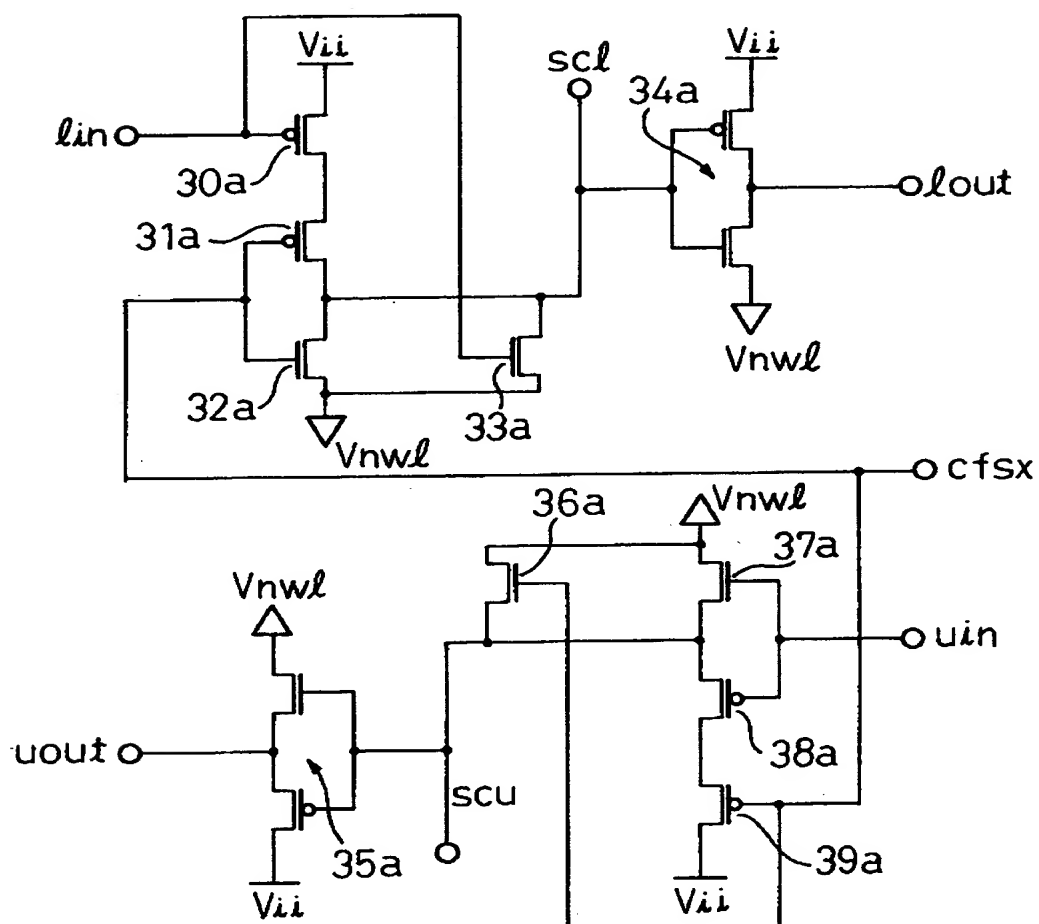 Vii
scℓ
Vii
34a
ℓin
30a
ℓout
31a
Vnwℓ
32a
33a
Vnwℓ
cfsx
36a
Vnwℓ
37a
Vnwℓ
uin
38a
uout
scu
35a
39a
Vii
Vii